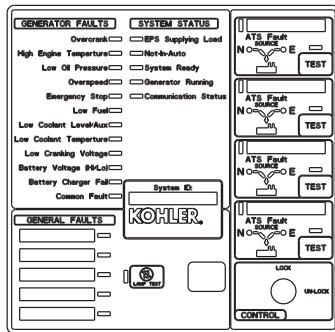 GENERATOR FAULTS
Overcrank
High Engine Temperture
Low Oil Pressure
Overspeed
Emergency Stop
Low Fuel
Low Coolant Level/Aux
Low Coolant Temperture
Low Cranking Voltage
Battery Voltage (Hi/Lo)
Battery Charger Fail
Common Fault
SYSTEM STATUS
EPS Supplying Load
Not-In-Auto
System Ready
Generator Running
Communication Status
System ID:
KOHLER.
GENERAL FAULTS
LAMP TEST
ATS Fault
SOURCE
N E
TEST
ATS Fault
SOURCE
N E
TEST
ATS Fault
SOURCE
N E
TEST
ATS Fault
SOURCE
N E
TEST
LOCK
UN-LOCK
CONTROL